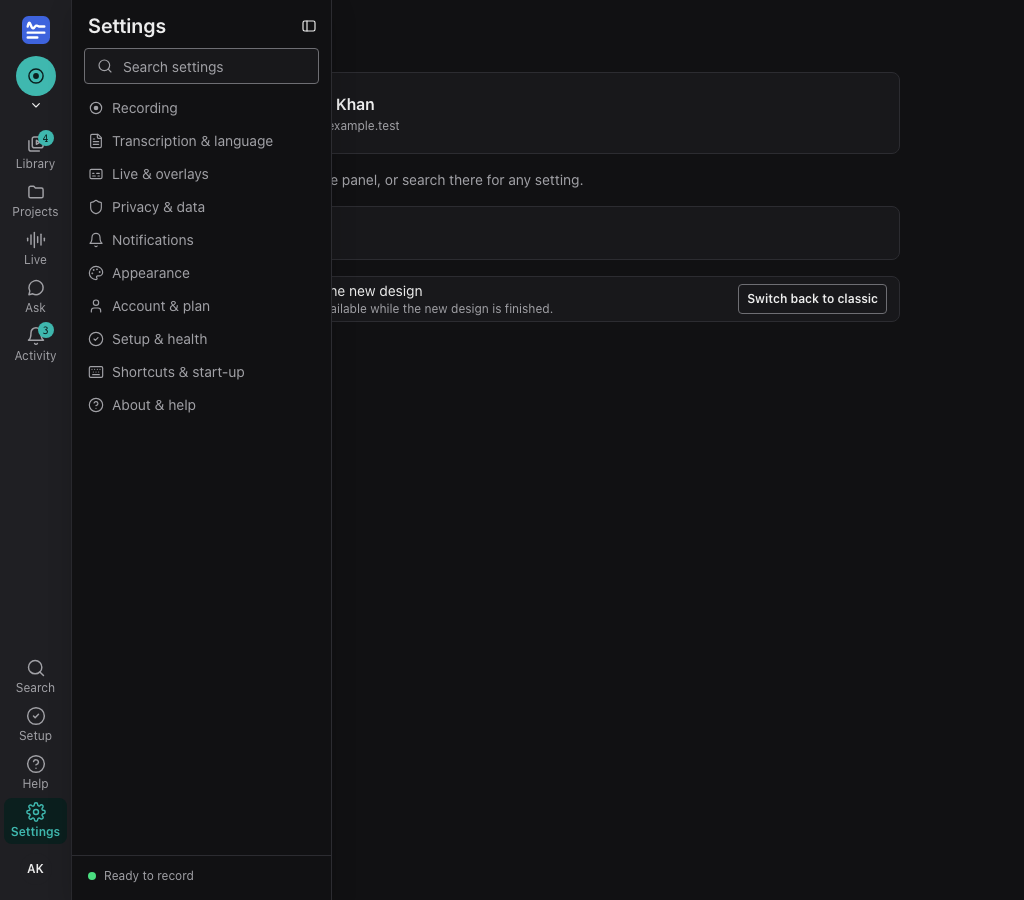 Settings
Search settings
Recording
Transcription & language
Live & overlays
Privacy & data
Notifications
Appearance
Account & plan
Setup & health
Shortcuts & start-up
About & help
Ready to record
4
Library
Projects
Live
Ask
3
Activity
Search
Setup
Help
Settings
AK
Khan
example.test
panel, or search there for any setting.
new design
while the new design is finished.
Switch back to classic